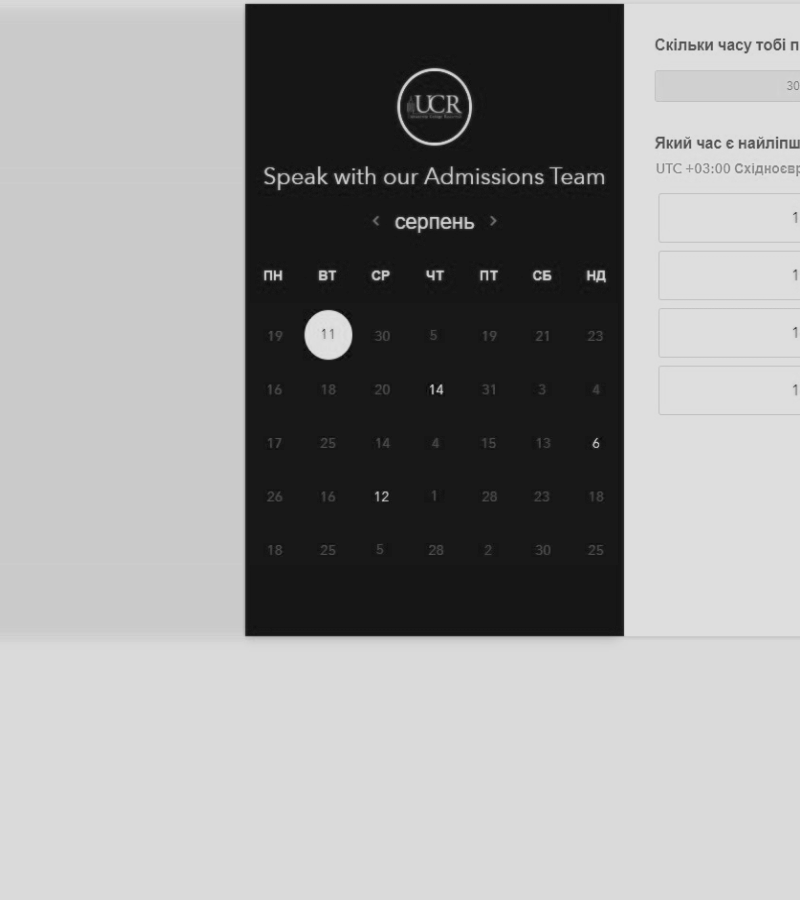 UCR
Speak with our Admissions Team
< серпень >
ПН ВТ СР ЧТ ПТ СБ НД
19 11 30 5 19 21 23
16 18 20 14 31 3 4
17 25 14 4 15 13 6
26 16 12 1 28 23 18
18 25 5 28 2 30 25
Скільки часу тобі п
30
Який час є найліпш
UTC +03:00 Східноєвр
1
1
1
1